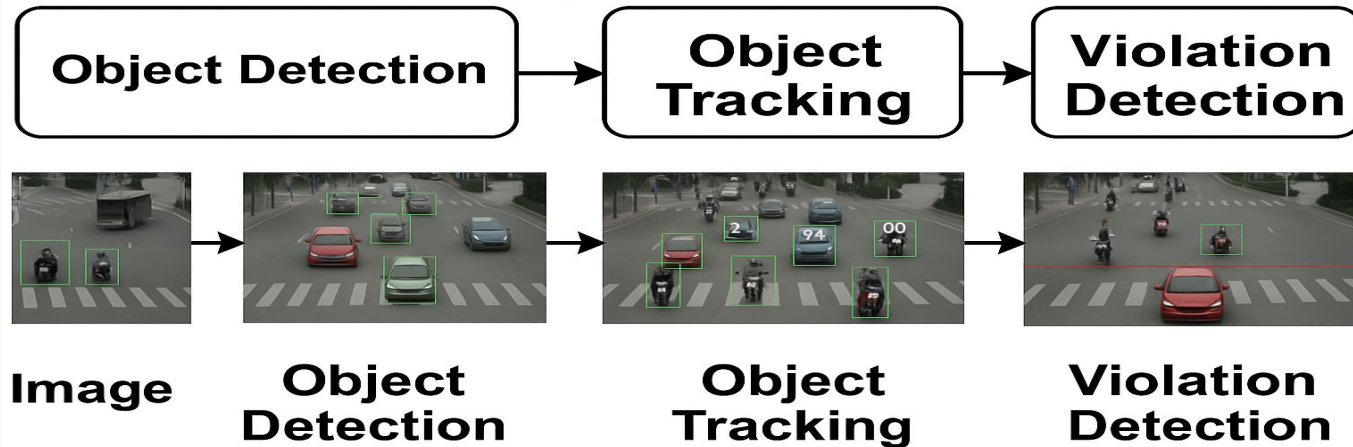 Object Detection
Object
Tracking
Violation
Detection
2
94
00
Image
Object
Detection
Object
Tracking
Violation
Detection